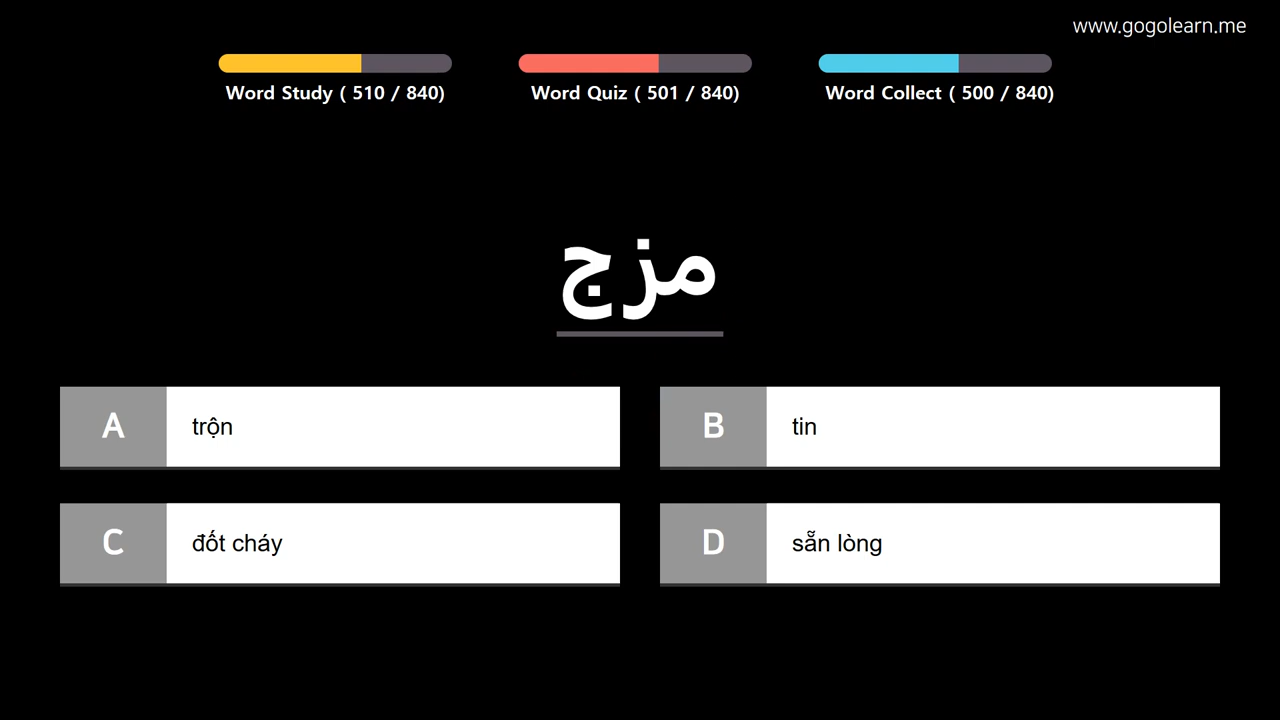 www.gogolearn.me
Word Study ( 510 / 840)
Word Quiz ( 501 / 840)
Word Collect ( 500 / 840)
مزج
A
trộn
B
tin
C
đốt cháy
D
sẵn lòng